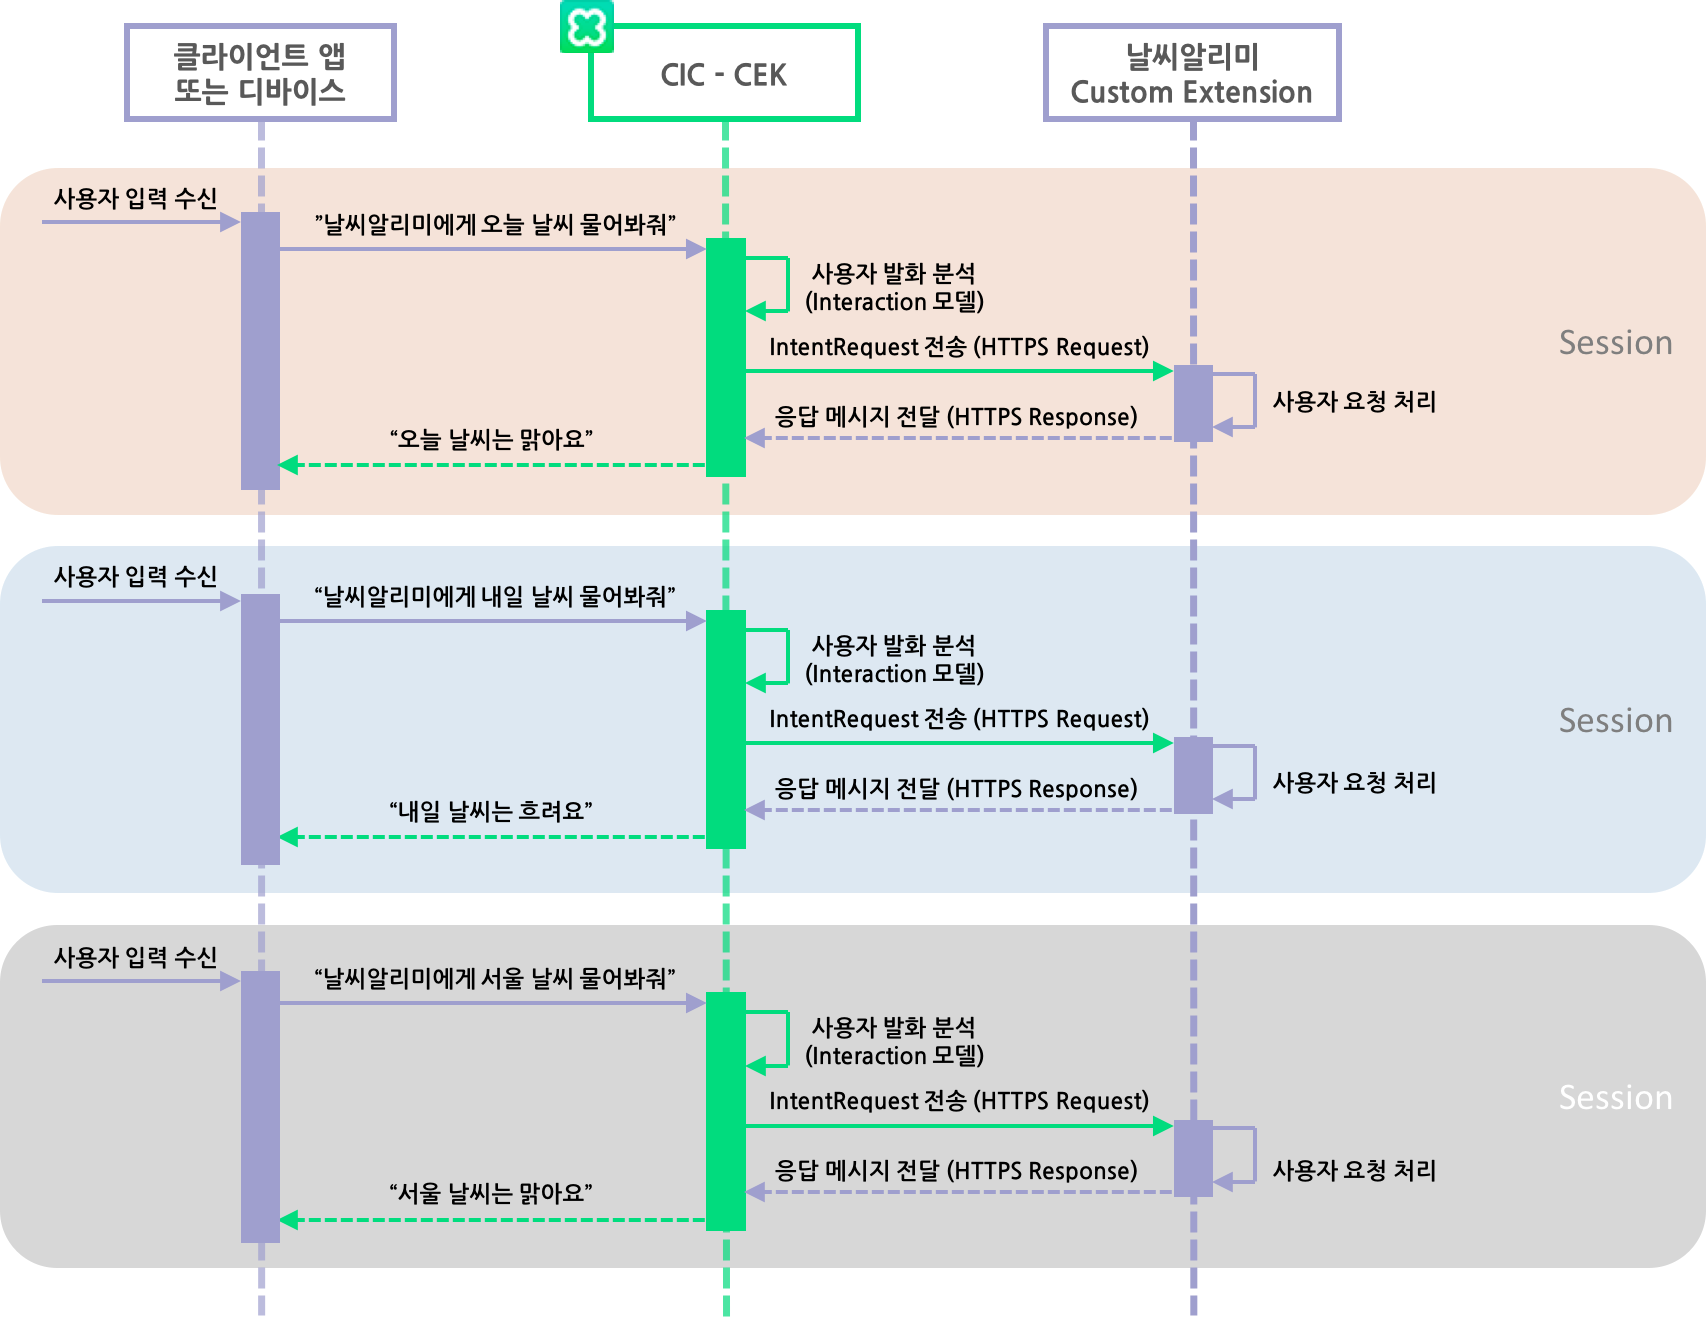 클라이언트 앱
또는 디바이스
CIC - CEK
날씨알리미
Custom Extension
사용자 입력 수신
”날씨알리미에게 오늘 날씨 물어봐줘”
사용자 발화 분석
(Interaction 모델)
IntentRequest 전송 (HTTPS Request)
Session
사용자 요청 처리
응답 메시지 전달 (HTTPS Response)
“오늘 날씨는 맑아요”
사용자 입력 수신
“날씨알리미에게 내일 날씨 물어봐줘”
사용자 발화 분석
(Interaction 모델)
IntentRequest 전송 (HTTPS Request)
Session
사용자 요청 처리
응답 메시지 전달 (HTTPS Response)
“내일 날씨는 흐려요”
사용자 입력 수신
“날씨알리미에게 서울 날씨 물어봐줘”
사용자 발화 분석
(Interaction 모델)
IntentRequest 전송 (HTTPS Request)
Session
사용자 요청 처리
응답 메시지 전달 (HTTPS Response)
“서울 날씨는 맑아요”